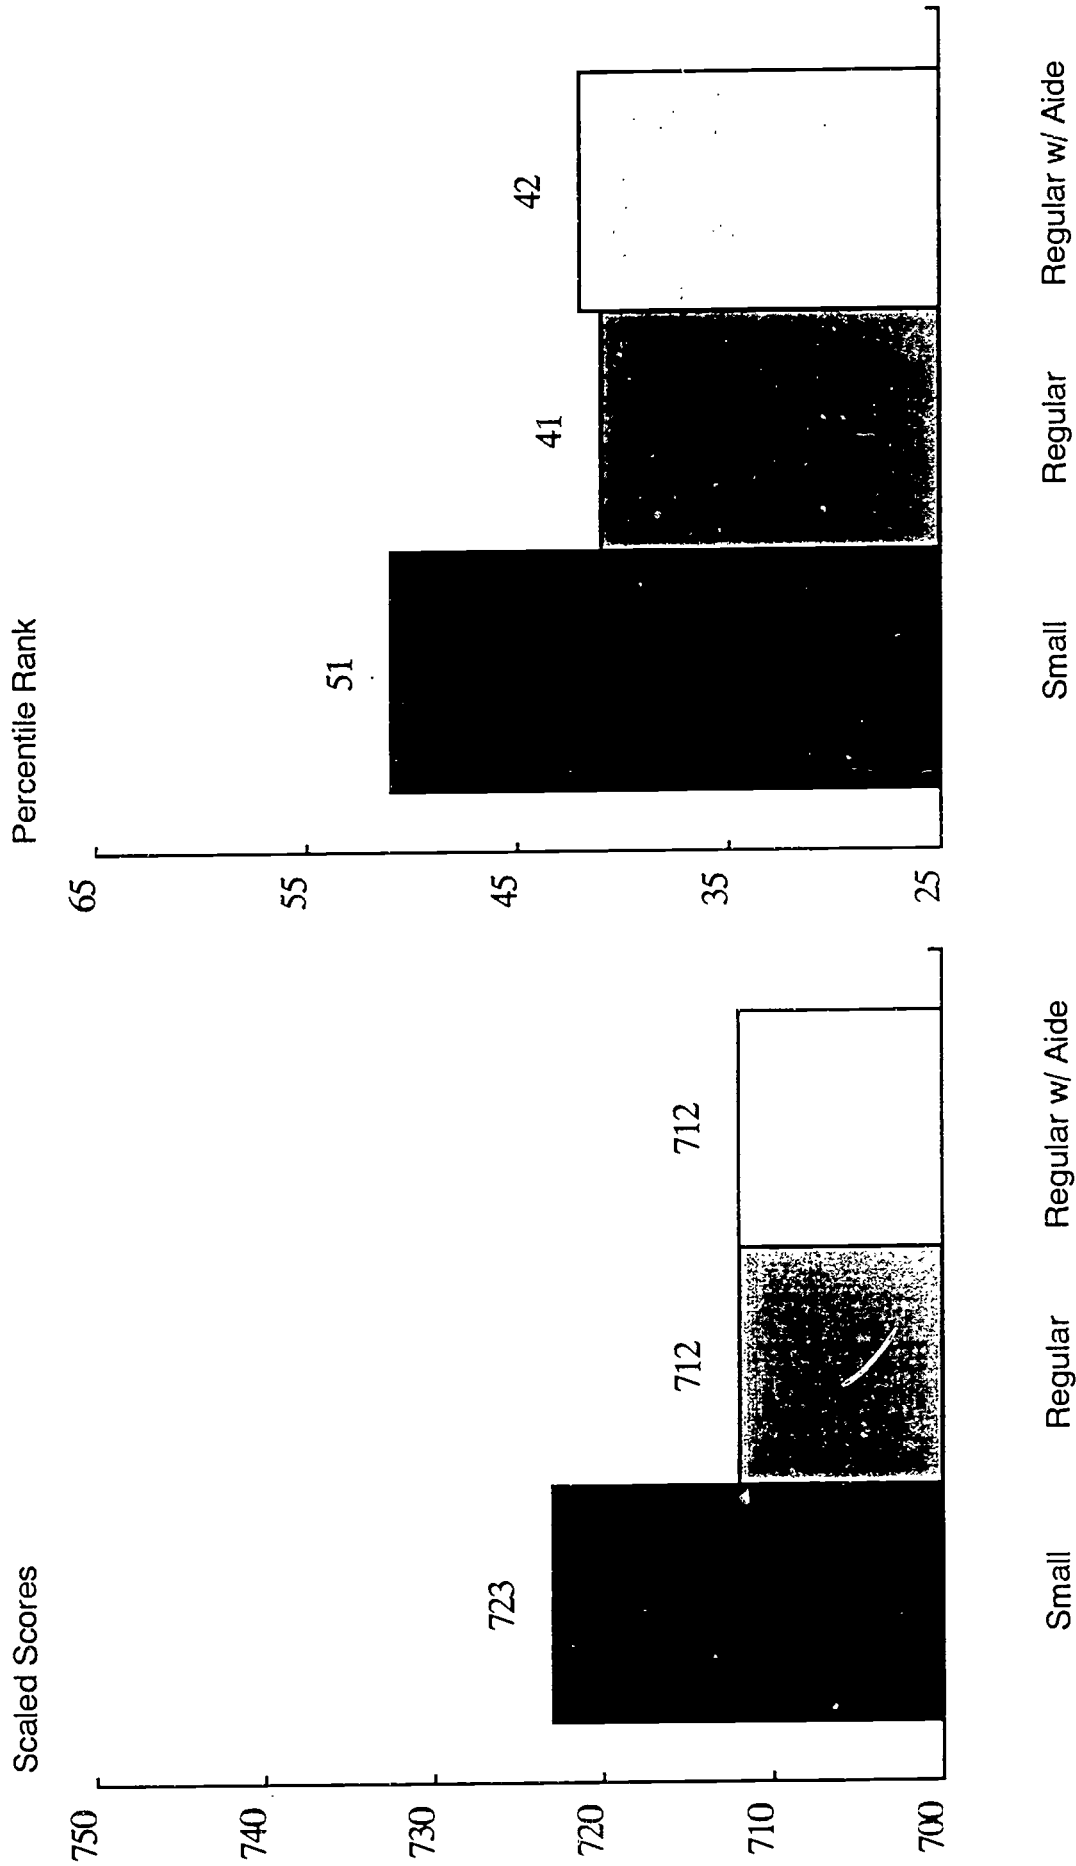 Scaled Scores
750
740
730
720
710
700
723
712
712
Small
Regular
Regular w/ Aide
Percentile Rank
65
55
45
35
25
51
41
42
Small
Regular
Regular w/ Aide